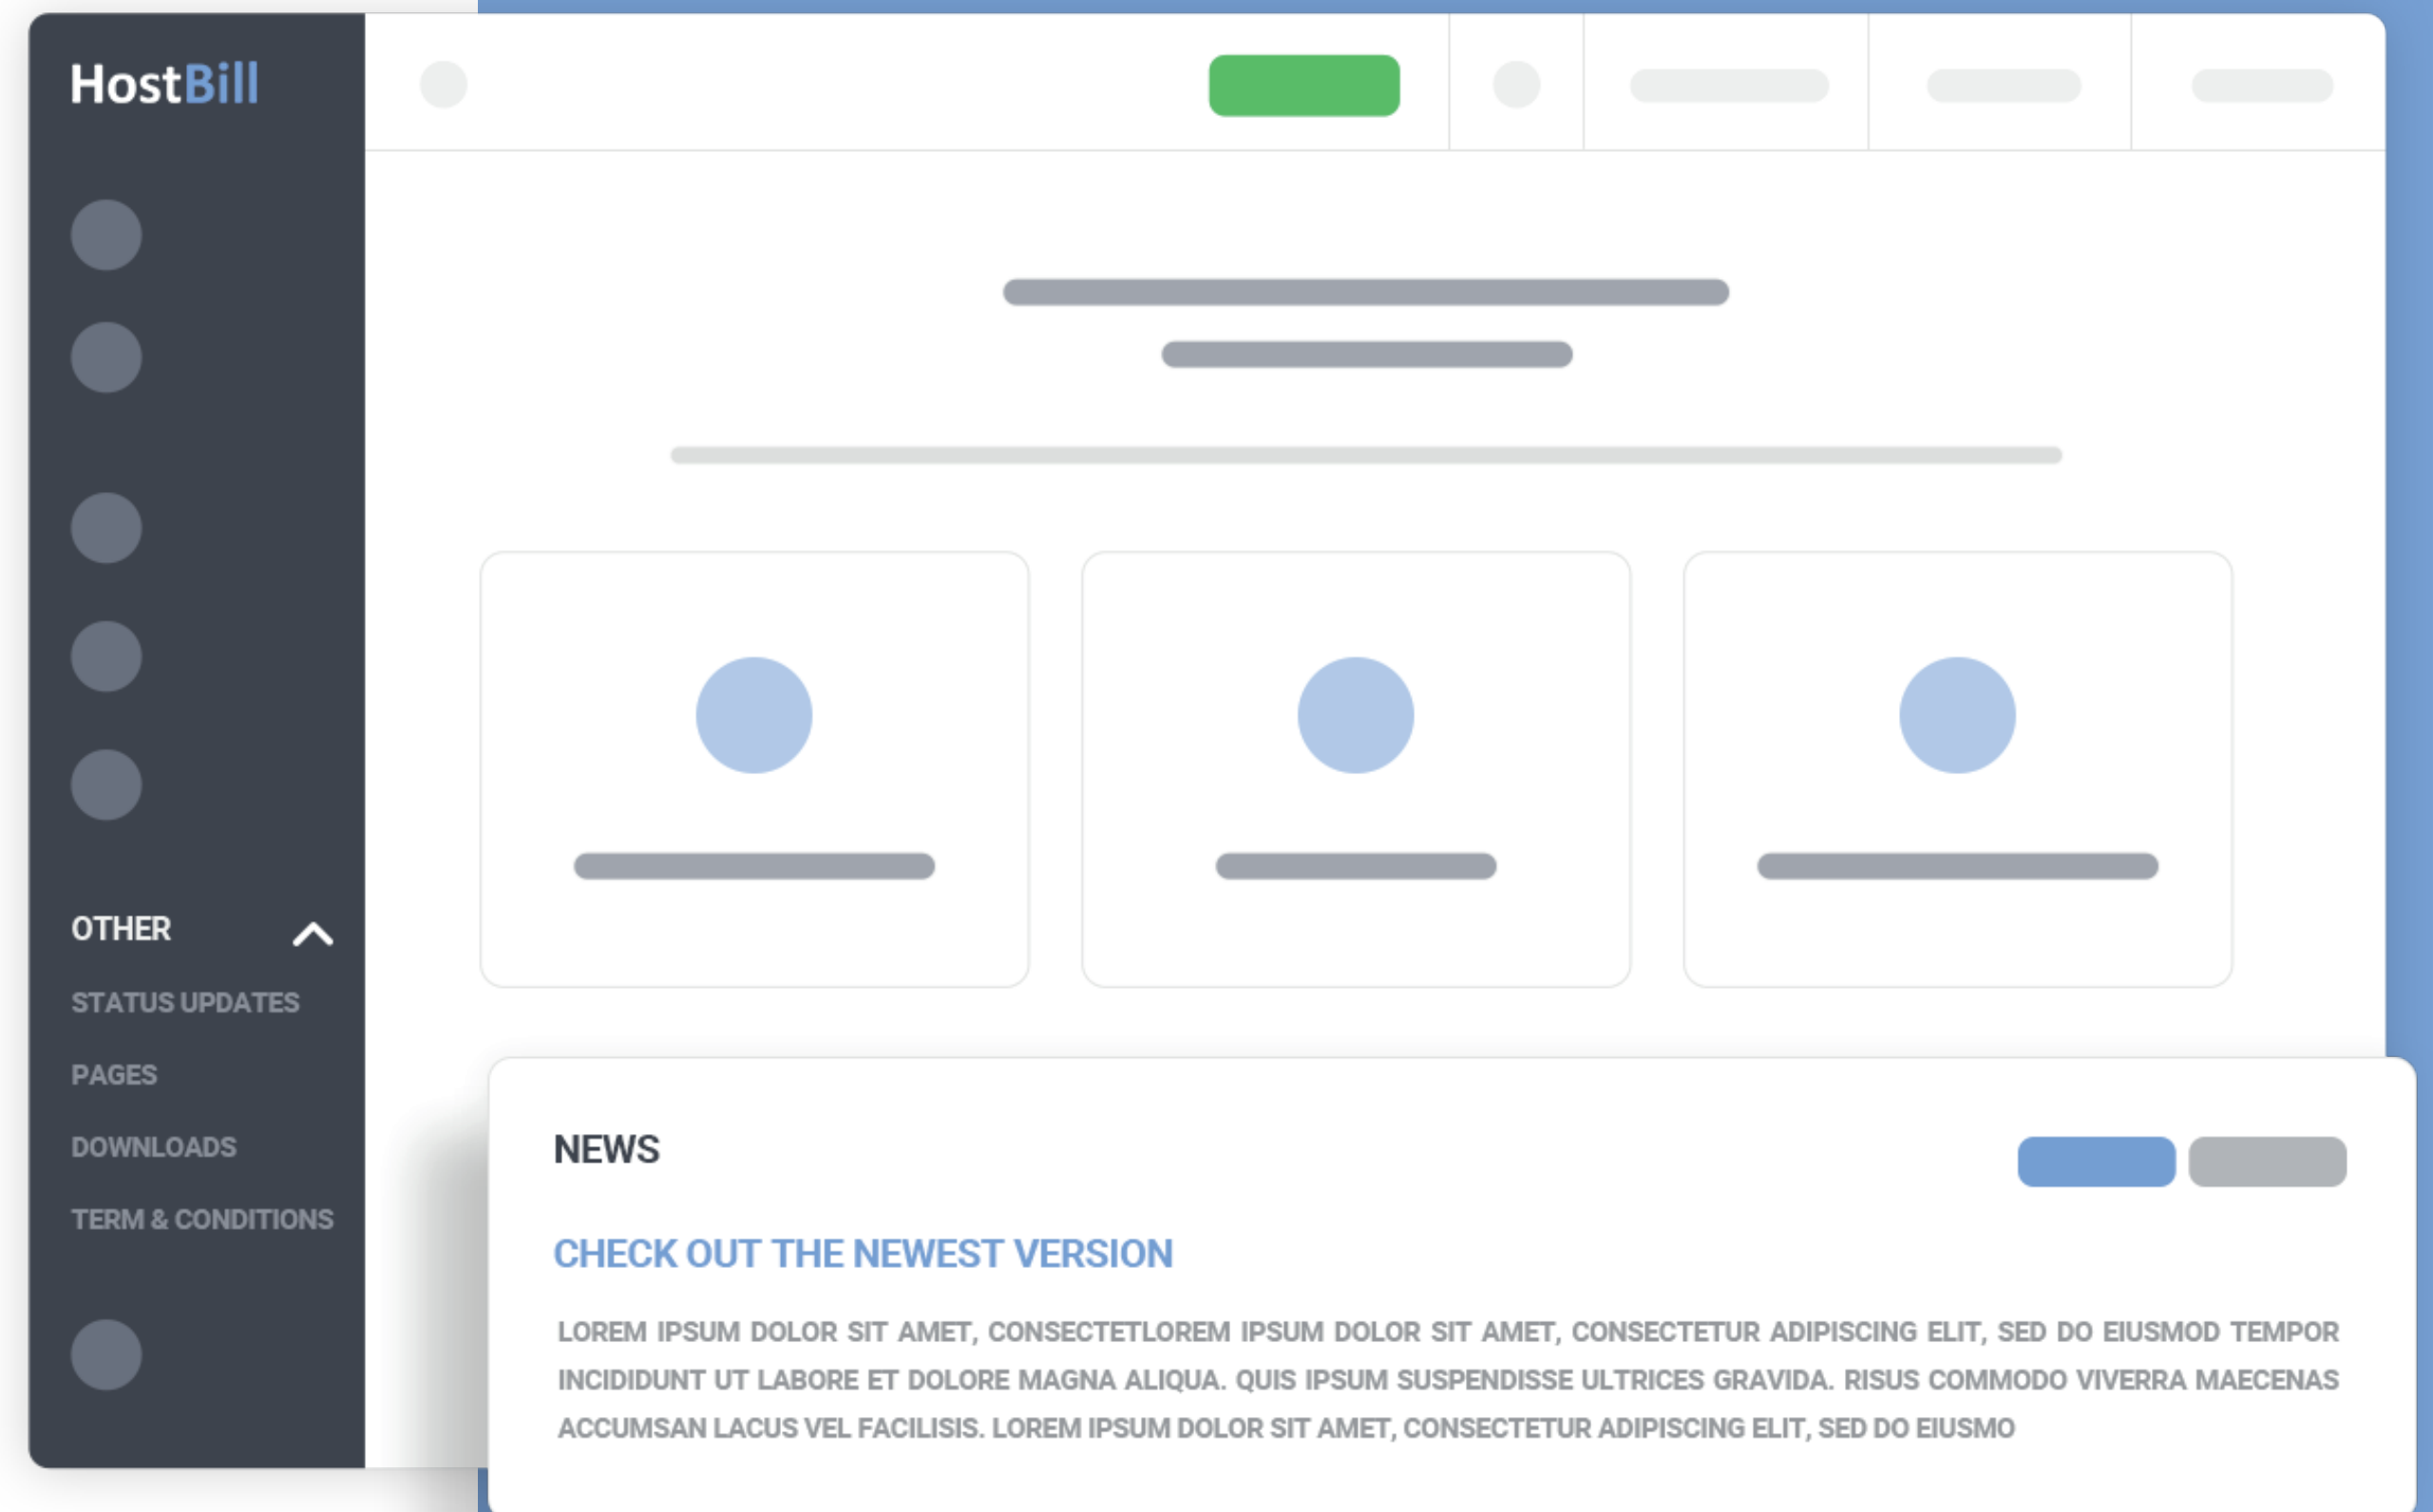 HostBill
OTHER
STATUS UPDATES
PAGES
DOWNLOADS
TERM & CONDITIONS
NEWS
CHECK OUT THE NEWEST VERSION
LOREM IPSUM DOLOR SIT AMET, CONSECTETLOREM IPSUM DOLOR SIT AMET, CONSECTETUR ADIPISCING ELIT, SED DO EIUSMOD TEMPOR
INCIDIDUNT UT LABORE ET DOLORE MAGNA ALIQUA. QUIS IPSUM SUSPENDISSE ULTRICES GRAVIDA. RISUS COMMODO VIVERRA MAECENAS
ACCUMSAN LACUS VEL FACILISIS. LOREM IPSUM DOLOR SIT AMET, CONSECTETUR ADIPISCING ELIT, SED DO EIUSMO